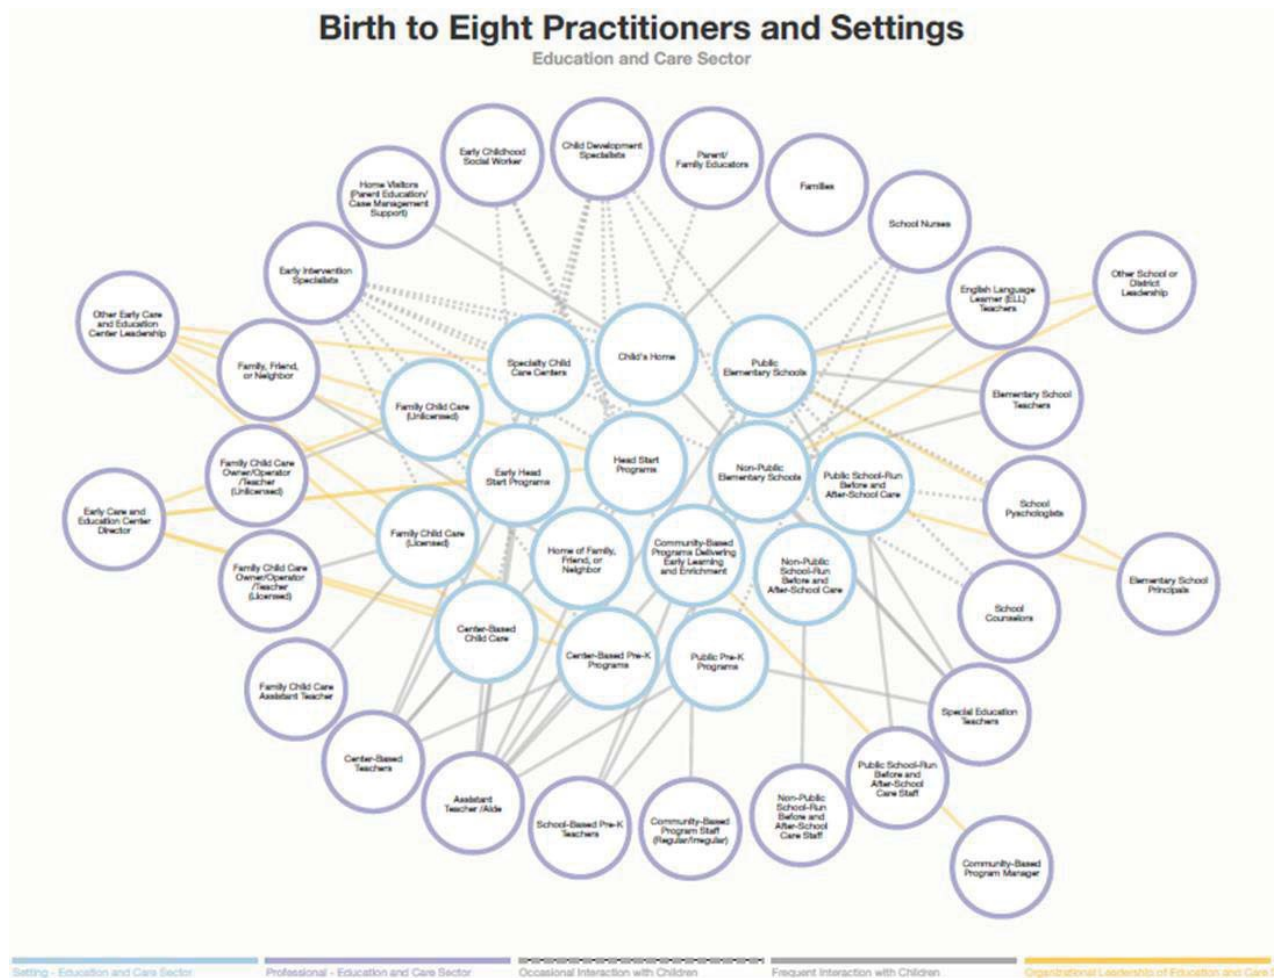 Birth to Eight Practitioners and Settings
Education and Care Sector
Early Childhood
Social Worker
Child Development
Specialists
Parent/
Family Educators
Families
Home Visitors
(Parent Education/
Case Management
Support)
School Nurses
Early Intervention
Specialists
English Language
Learner (ELL)
Teachers
Other School or
District
Leadership
Other Early Care
and Education
Center Leadership
Family, Friend,
or Neighbor
Specialty Child
Care Centers
Child's Home
Public
Elementary Schools
Elementary School
Teachers
Family Child Care
(Unlicensed)
Family Child Care
Owner/Operator
/Teacher
(Unlicensed)
Early Head
Start Programs
Head Start
Programs
Non-Public
Elementary Schools
Public School-Run
Before and
After-School Care
School
Pyschologists
Early Care and
Education Center
Director
Family Child Care
(Licensed)
Home of Family,
Friend, or
Neighbor
Community-Based
Programs Delivering
Early Learning
and Enrichment
Non-Public
School-Run
Before and
After-School Care
Family Child Care
Owner/Operator
/Teacher
(Licensed)
Elementary School
Principals
School
Counselors
Center-Based
Child Care
Center-Based Pre-K
Programs
Public Pre-K
Programs
Family Child Care
Assistant Teacher
Special Education
Teachers
Center-Based
Teachers
Public School-Run
Before and
After-School
Care Staff
Assistant
Teacher /Aide
School-Based Pre-K
Teachers
Community-Based
Program Staff
(Regular/Irregular)
Non-Public
School-Run
Before and
After-School
Care Staff
Community-Based
Program Manager
Setting - Education and Care Sector
Professional - Education and Care Sector
Occasional Interaction with Children
Frequent Interaction with Children
Organizational Leadership of Education and Care